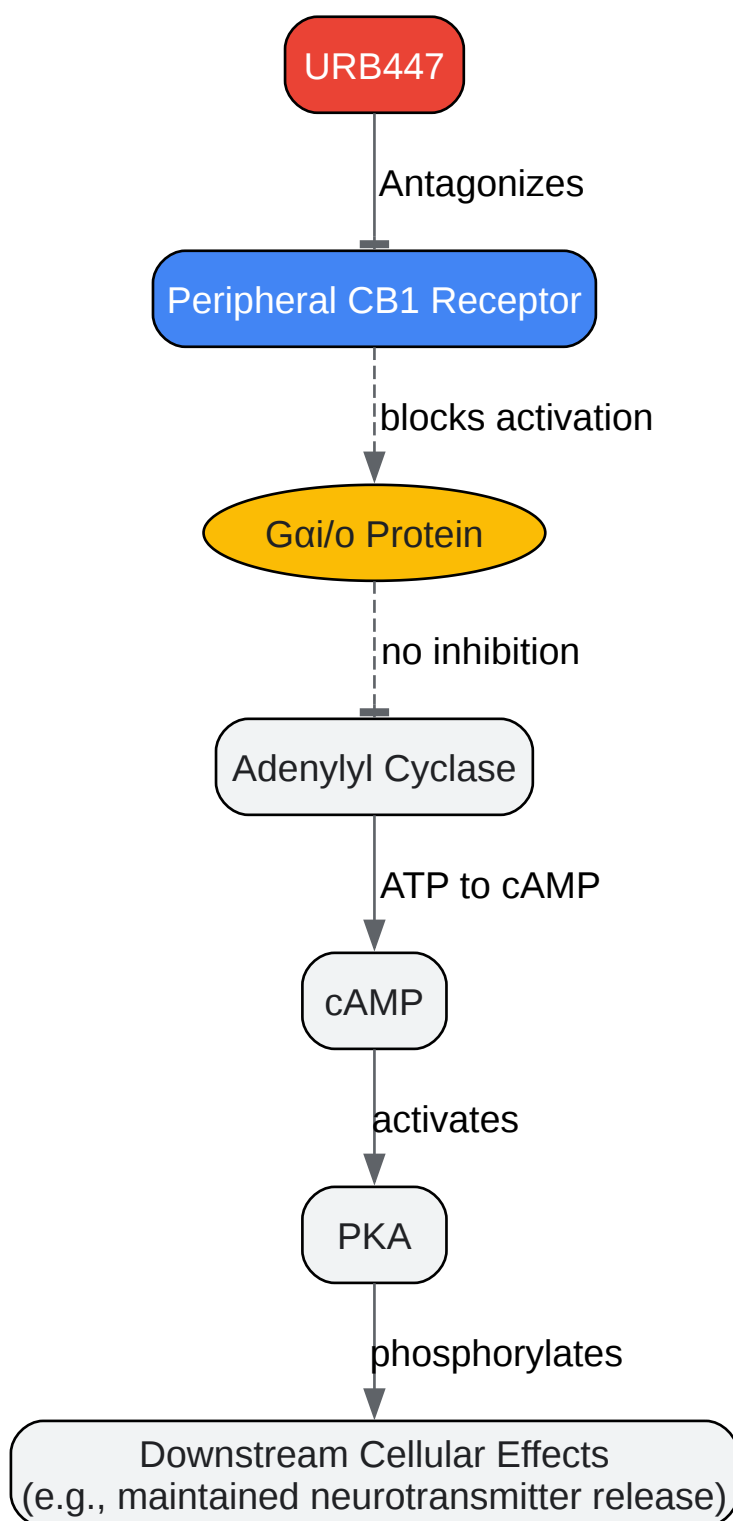 URB447
Antagonizes
Peripheral CB1 Receptor
blocks activation
Gαi/o Protein
no inhibition
Adenylyl Cyclase
ATP to cAMP
cAMP
activates
PKA
phosphorylates
Downstream Cellular Effects
(e.g., maintained neurotransmitter release)